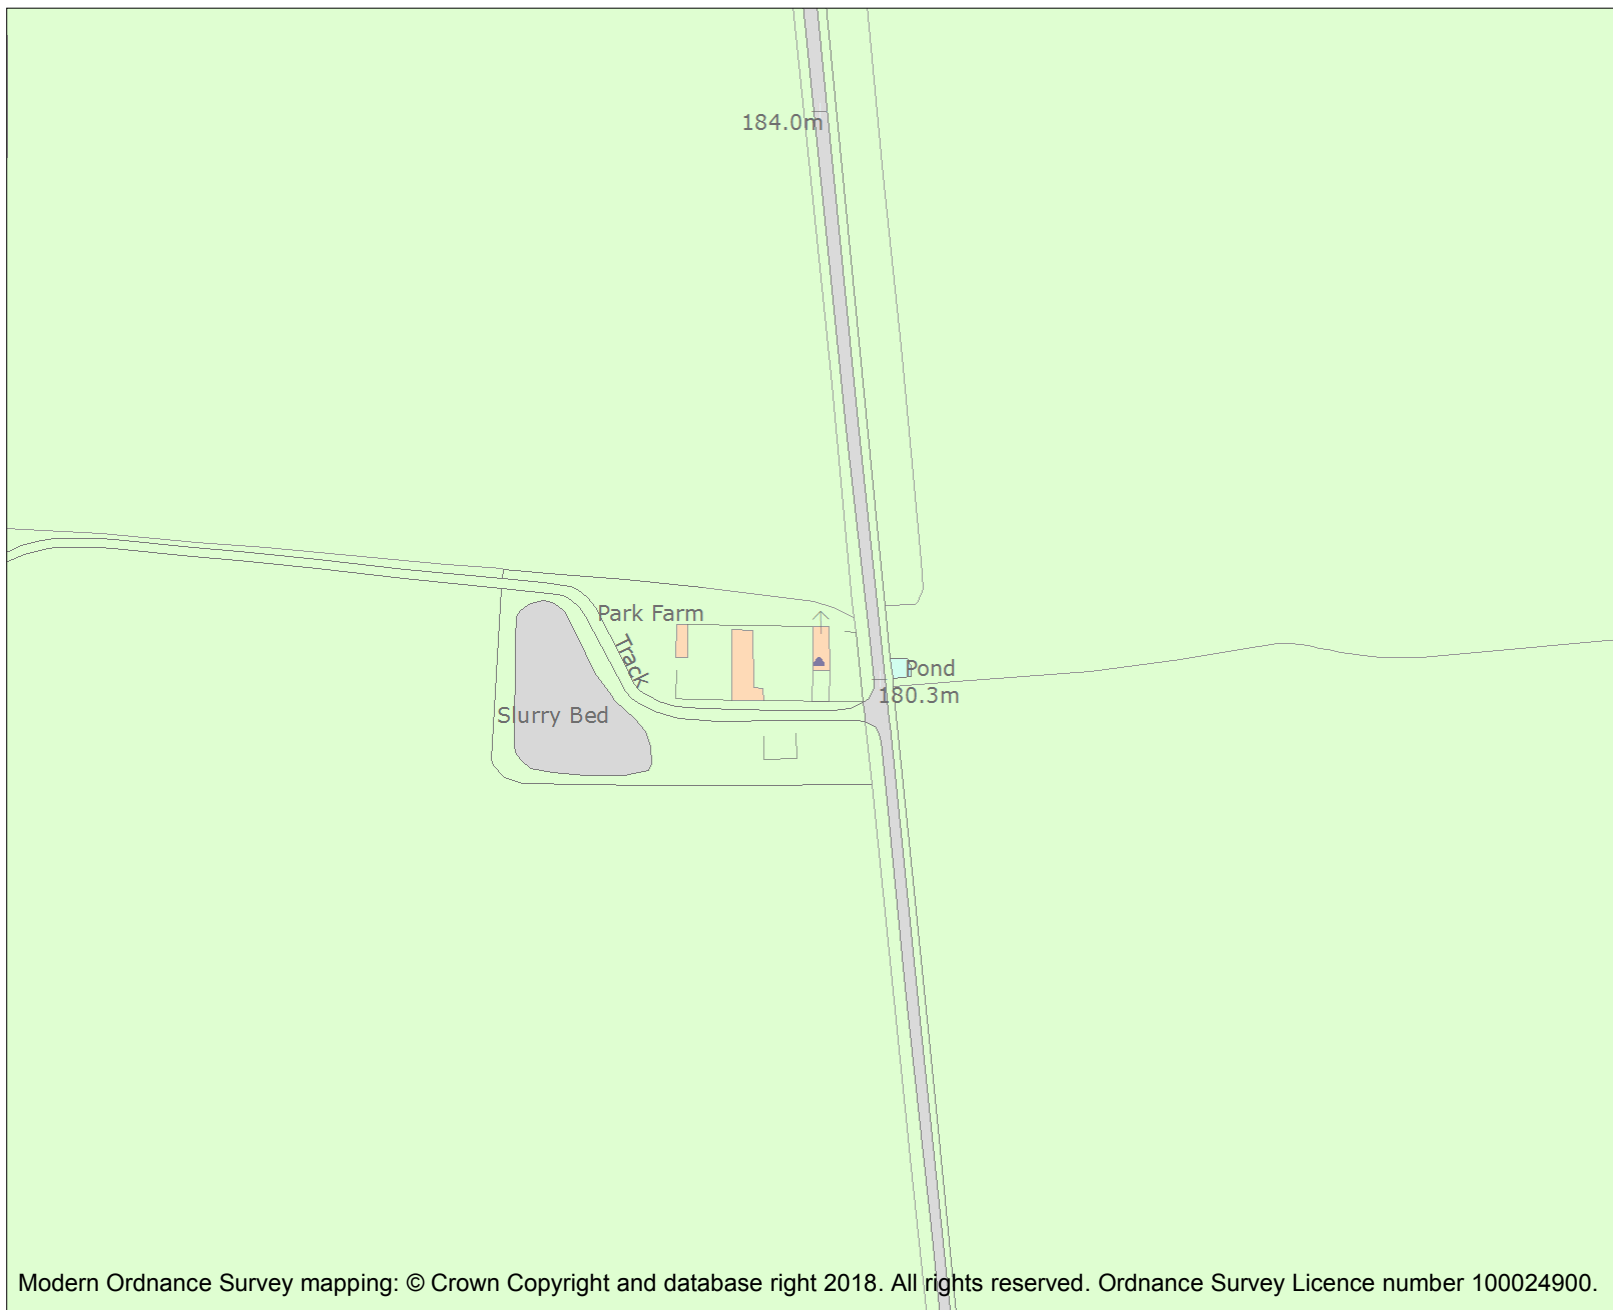 184.0m
Park Farm
Track
Pond
180.3m
Slurry Bed
Modern Ordnance Survey mapping: © Crown Copyright and database right 2018. All rights reserved. Ordnance Survey Licence number 100024900.